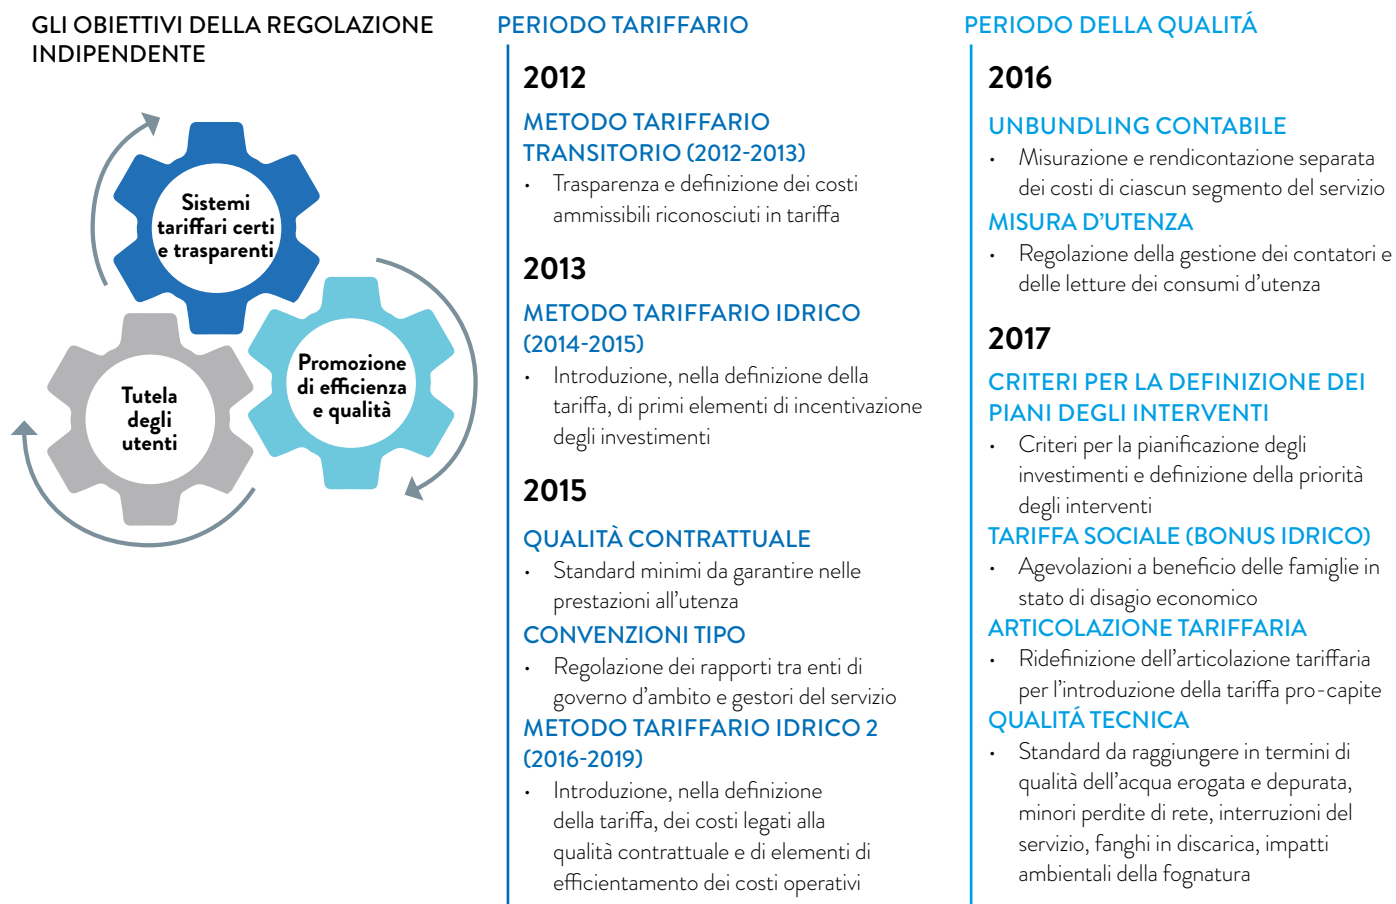 GLI OBIETTIVI DELLA REGOLAZIONE
INDIPENDENTE
Sistemi
tariffari certi
e trasparenti
Promozione
di efficienza
e qualità
Tutela
degli
utenti
PERIODO TARIFFARIO
2012
METODO TARIFFARIO
TRANSITORIO (2012-2013)
• Trasparenza e definizione dei costi
ammissibili riconosciuti in tariffa
2013
METODO TARIFFARIO IDRICO
(2014-2015)
• Introduzione, nella definizione della
tariffa, di primi elementi di incentivazione
degli investimenti
2015
QUALITÀ CONTRATTUALE
• Standard minimi da garantire nelle
prestazioni all'utenza
CONVENZIONI TIPO
• Regolazione dei rapporti tra enti di
governo d'ambito e gestori del servizio
METODO TARIFFARIO IDRICO 2
(2016-2019)
• Introduzione, nella definizione
della tariffa, dei costi legati alla
qualità contrattuale e di elementi di
efficientamento dei costi operativi
PERIODO DELLA QUALITÁ
2016
UNBUNDLING CONTABILE
• Misurazione e rendicontazione separata
dei costi di ciascun segmento del servizio
MISURA D'UTENZA
• Regolazione della gestione dei contatori e
delle letture dei consumi d'utenza
2017
CRITERI PER LA DEFINIZIONE DEI
PIANI DEGLI INTERVENTI
• Criteri per la pianificazione degli
investimenti e definizione della priorità
degli interventi
TARIFFA SOCIALE (BONUS IDRICO)
• Agevolazioni a beneficio delle famiglie in
stato di disagio economico
ARTICOLAZIONE TARIFFARIA
• Ridefinizione dell'articolazione tariffaria
per l'introduzione della tariffa pro-capite
QUALITÁ TECNICA
• Standard da raggiungere in termini di
qualità dell'acqua erogata e depurata,
minori perdite di rete, interruzioni del
servizio, fanghi in discarica, impatti
ambientali della fognatura